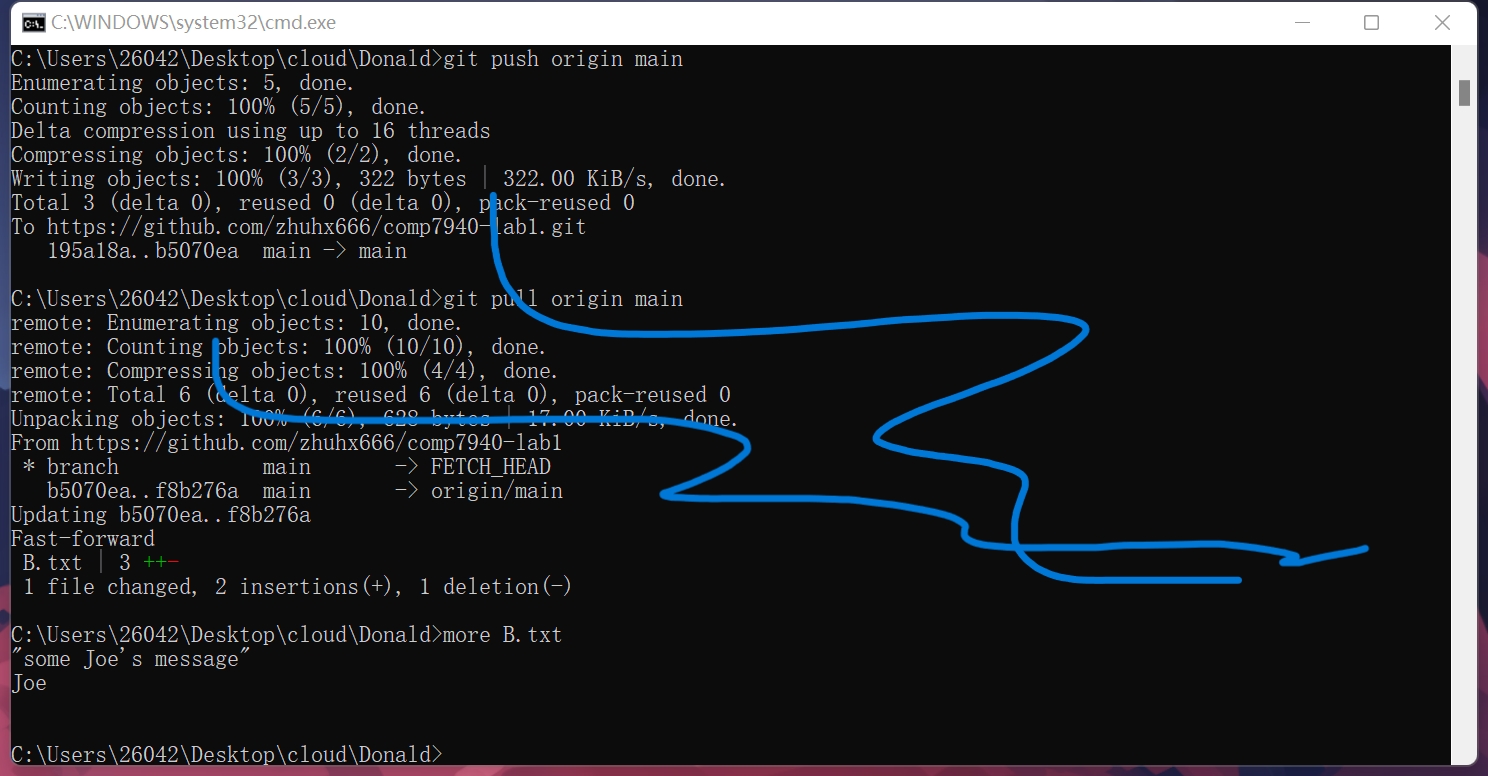 C:\WINDOWS\system32\cmd.exe
C:\Users\26042\Desktop\cloud\Donald>git push origin main
Enumerating objects: 5, done.
Counting objects: 100% (5/5), done.
Delta compression using up to 16 threads
Compressing objects: 100% (2/2), done.
Writing objects: 100% (3/3), 322 bytes | 322.00 KiB/s, done.
Total 3 (delta 0), reused 0 (delta 0), pack-reused 0
To https://github.com/zhuhx666/comp7940-lab1.git
   195a18a..b5070ea  main -> main
C:\Users\26042\Desktop\cloud\Donald>git pull origin main
remote: Enumerating objects: 10, done.
remote: Counting objects: 100% (10/10), done.
remote: Compressing objects: 100% (4/4), done.
remote: Total 6 (delta 0), reused 6 (delta 0), pack-reused 0
Unpacking objects: 100% (6/6), 628 bytes | 17.00 KiB/s, done.
From https://github.com/zhuhx666/comp7940-lab1
 * branch            main       -> FETCH_HEAD
   b5070ea..f8b276a  main       -> origin/main
Updating b5070ea..f8b276a
Fast-forward
 B.txt | 3 ++-
 1 file changed, 2 insertions(+), 1 deletion(-)
C:\Users\26042\Desktop\cloud\Donald>more B.txt
"some Joe's message"
Joe
C:\Users\26042\Desktop\cloud\Donald>